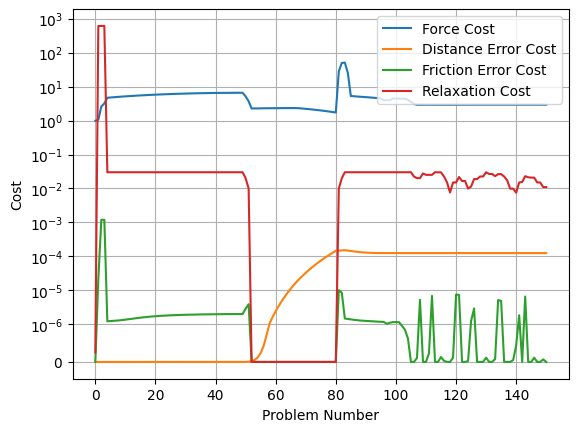 Force Cost
Distance Error Cost
Friction Error Cost
Relaxation Cost
10³
10²
10¹
10⁰
10⁻¹
10⁻²
10⁻³
10⁻⁴
10⁻⁵
10⁻⁶
0
Cost
0 20 40 60 80 100 120 140
Problem Number